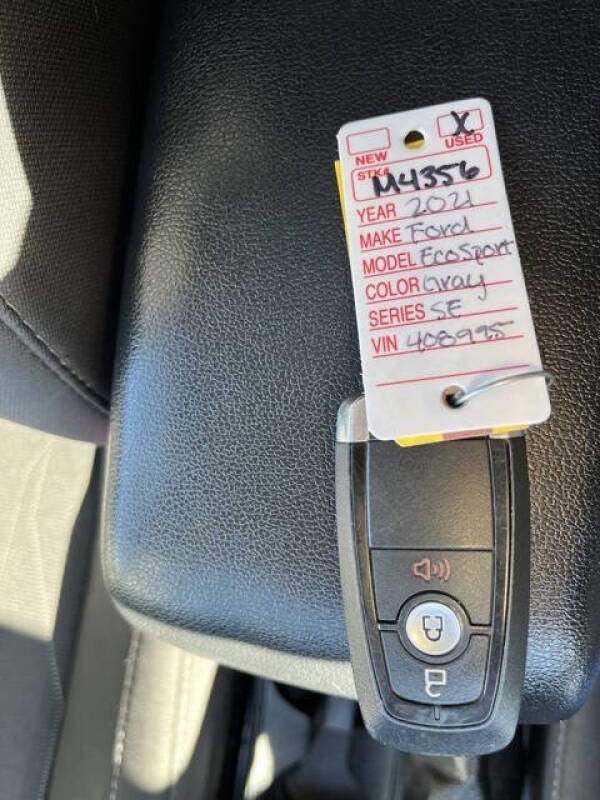 X
NEW USED
STK# M4356
YEAR 2021
MAKE Ford
MODEL EcoSport
COLOR Gray
SERIES SE
VIN 408995